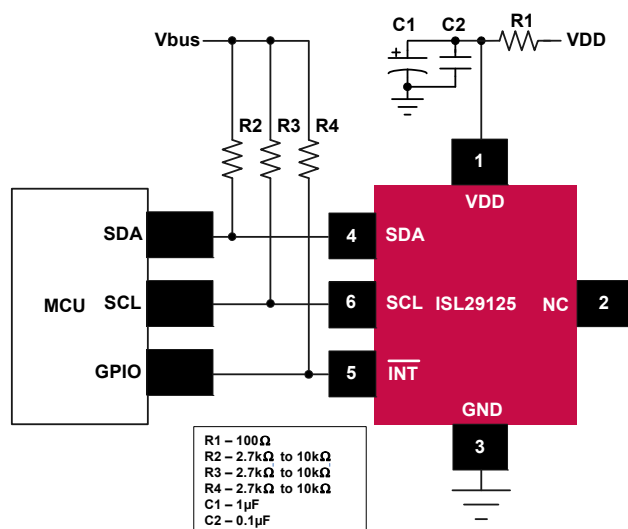 C1 C2 R1
Vbus VDD
R2 R3 R4
1
VDD
SDA 4 SDA
MCU SCL 6 SCL ISL29125 NC 2
GPIO 5 INT
GND
3
R1 – 100Ω
R2 – 2.7kΩ to 10kΩ
R3 – 2.7kΩ to 10kΩ
R4 – 2.7kΩ to 10kΩ
C1 – 1µF
C2 – 0.1µF